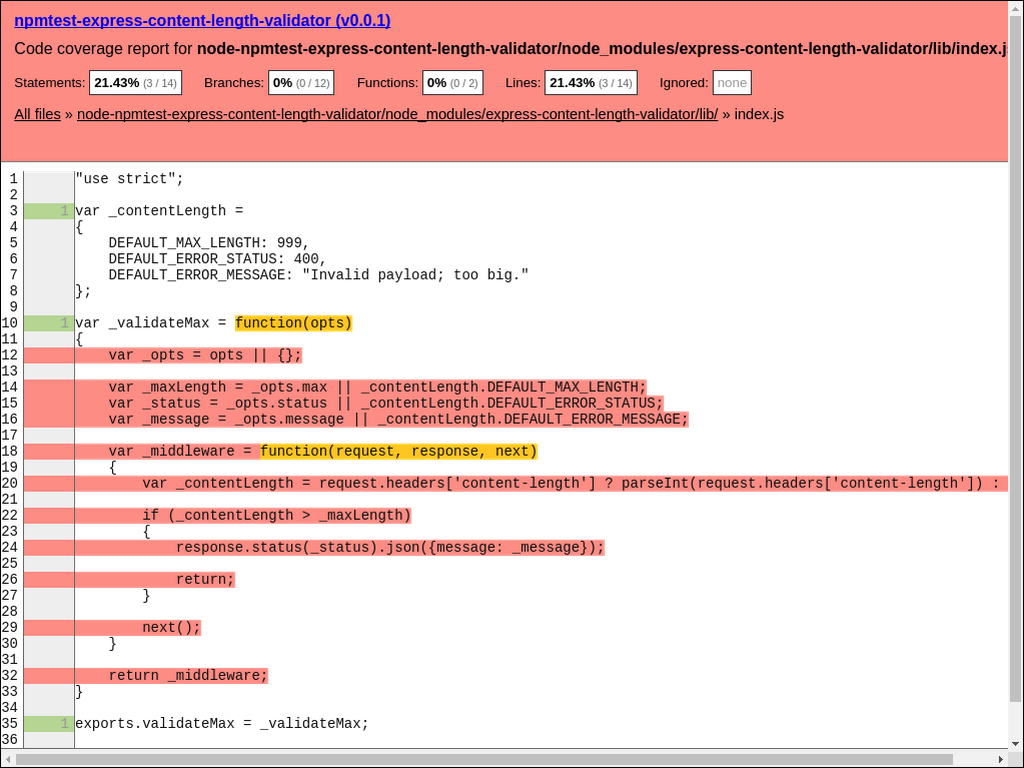 npmtest-express-content-length-validator (v0.0.1)
Code coverage report for node-npmtest-express-content-length-validator/node_modules/express-content-length-validator/lib/index.j
Statements: 21.43% (3 / 14) Branches: 0% (0 / 12) Functions: 0% (0 / 2) Lines: 21.43% (3 / 14) Ignored: none
All files » node-npmtest-express-content-length-validator/node_modules/express-content-length-validator/lib/ » index.js
1 "use strict";
2
3 1 var _contentLength =
4 {
5     DEFAULT_MAX_LENGTH: 999,
6     DEFAULT_ERROR_STATUS: 400,
7     DEFAULT_ERROR_MESSAGE: "Invalid payload; too big."
8 };
9
10 1 var _validateMax = function(opts)
11 {
12     var _opts = opts || {};
13
14     var _maxLength = _opts.max || _contentLength.DEFAULT_MAX_LENGTH;
15     var _status = _opts.status || _contentLength.DEFAULT_ERROR_STATUS;
16     var _message = _opts.message || _contentLength.DEFAULT_ERROR_MESSAGE;
17
18     var _middleware = function(request, response, next)
19     {
20         var _contentLength = request.headers['content-length'] ? parseInt(request.headers['content-length']) :
21
22         if (_contentLength > _maxLength)
23         {
24             response.status(_status).json({message: _message});
25
26             return;
27         }
28
29         next();
30     }
31
32     return _middleware;
33 }
34
35 1 exports.validateMax = _validateMax;
36